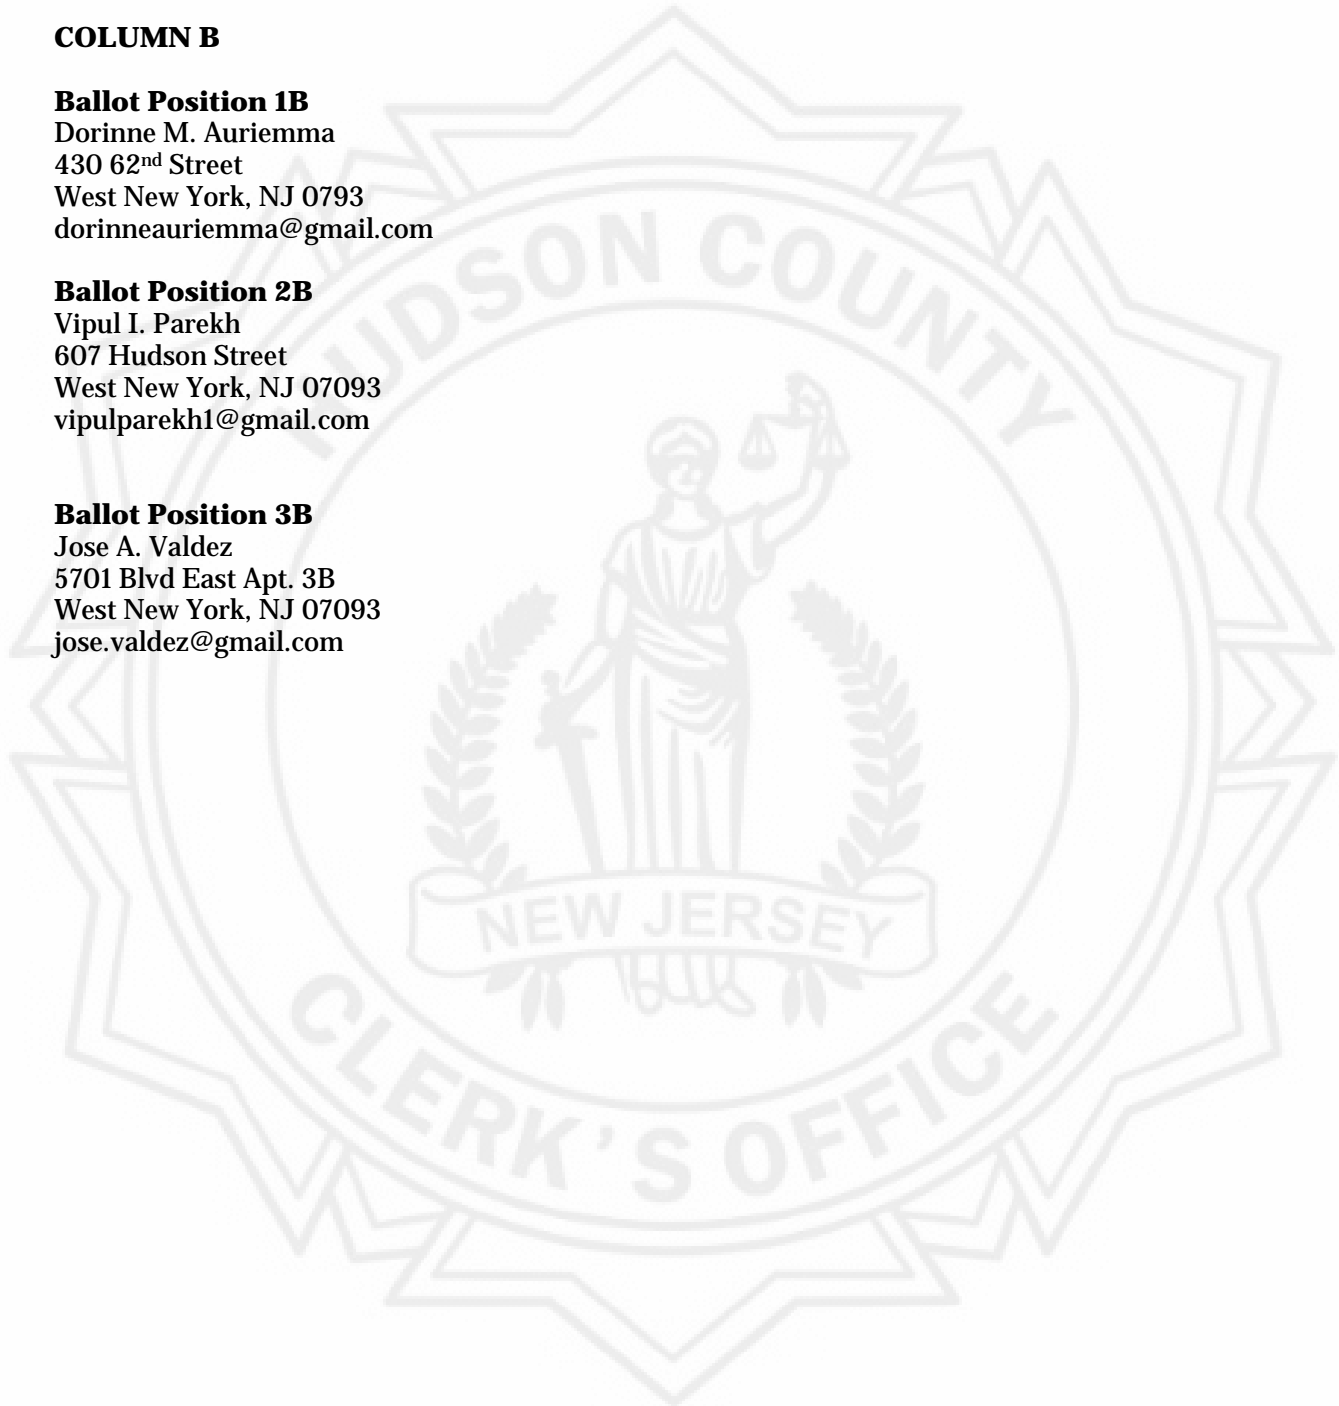 COLUMN B
Ballot Position 1B
Dorinne M. Auriemma
430 62nd Street
West New York, NJ 0793
dorinneauriemma@gmail.com
Ballot Position 2B
Vipul I. Parekh
607 Hudson Street
West New York, NJ 07093
vipulparekh1@gmail.com
Ballot Position 3B
Jose A. Valdez
5701 Blvd East Apt. 3B
West New York, NJ 07093
jose.valdez@gmail.com
HUDSON COUNTY
NEW JERSEY
CLERK'S OFFICE